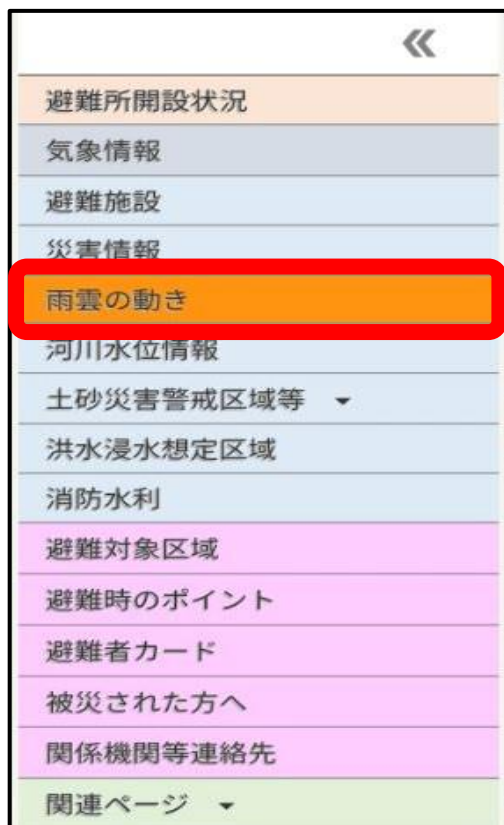 ≪
避難所開設状況
気象情報
避難施設
災害情報
雨雲の動き
河川水位情報
土砂災害警戒区域等
洪水浸水想定区域
消防水利
避難対象区域
避難時のポイント
避難者カード
被災された方へ
関係機関等連絡先
関連ページ